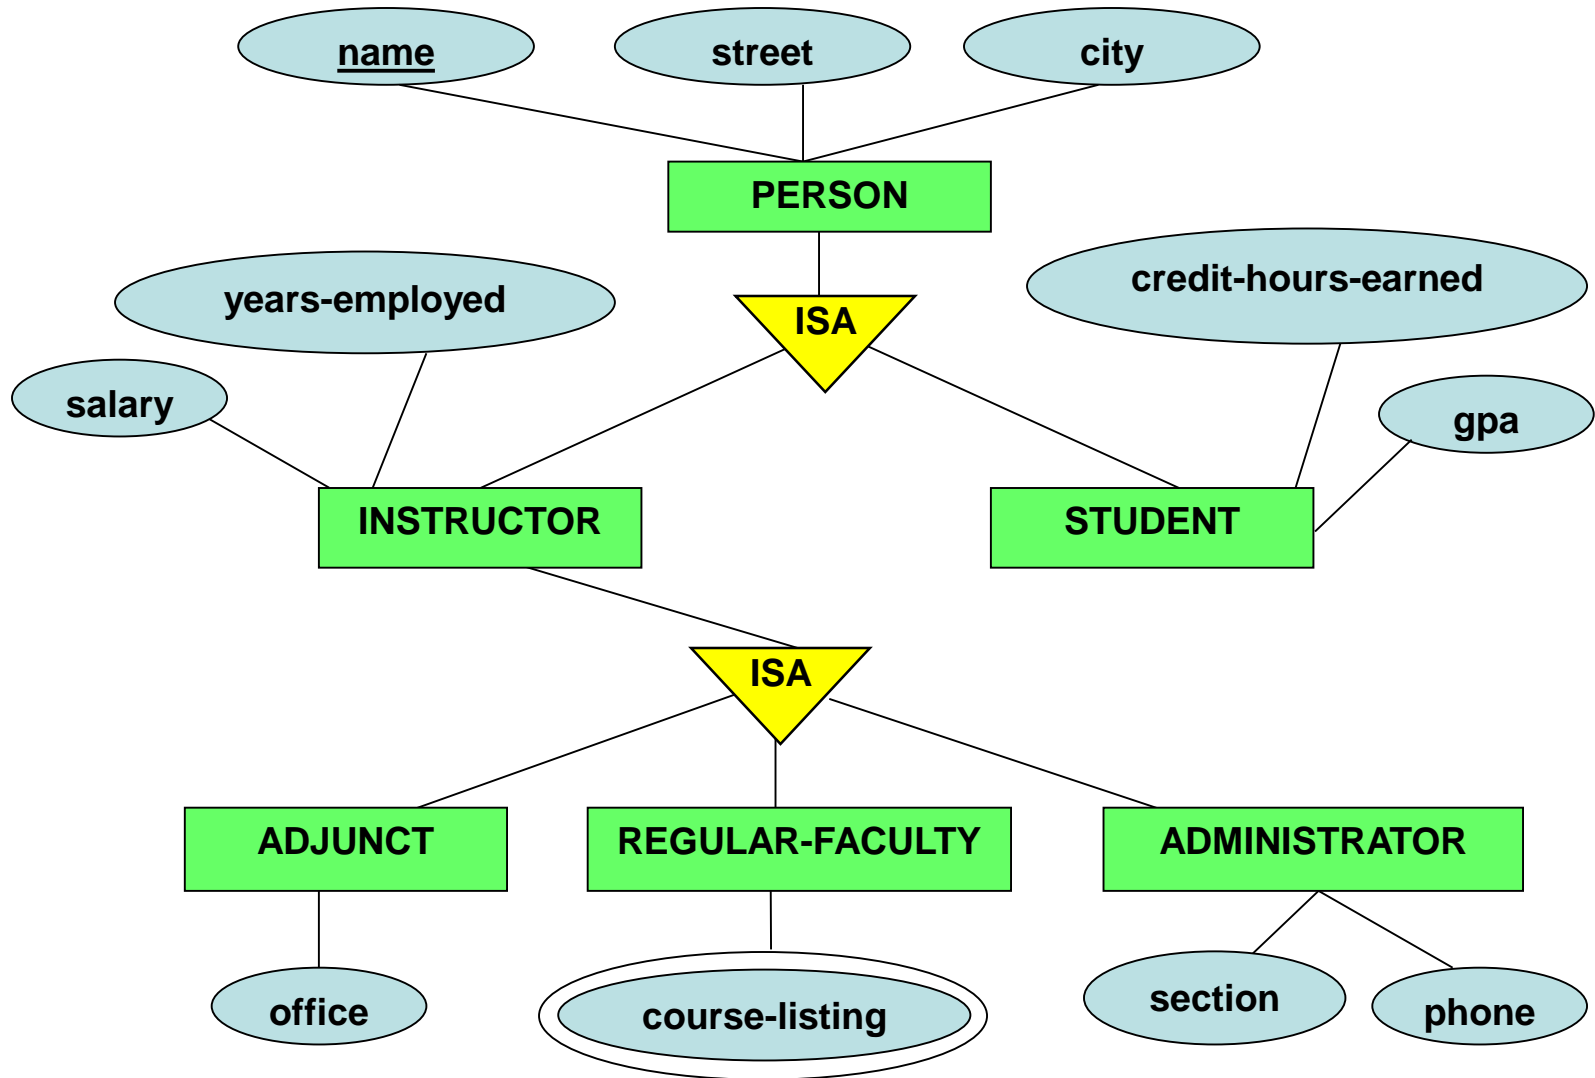 name
street
city
PERSON
years-employed
credit-hours-earned
ISA
salary
gpa
INSTRUCTOR
STUDENT
ISA
ADJUNCT
REGULAR-FACULTY
ADMINISTRATOR
office
course-listing
section
phone